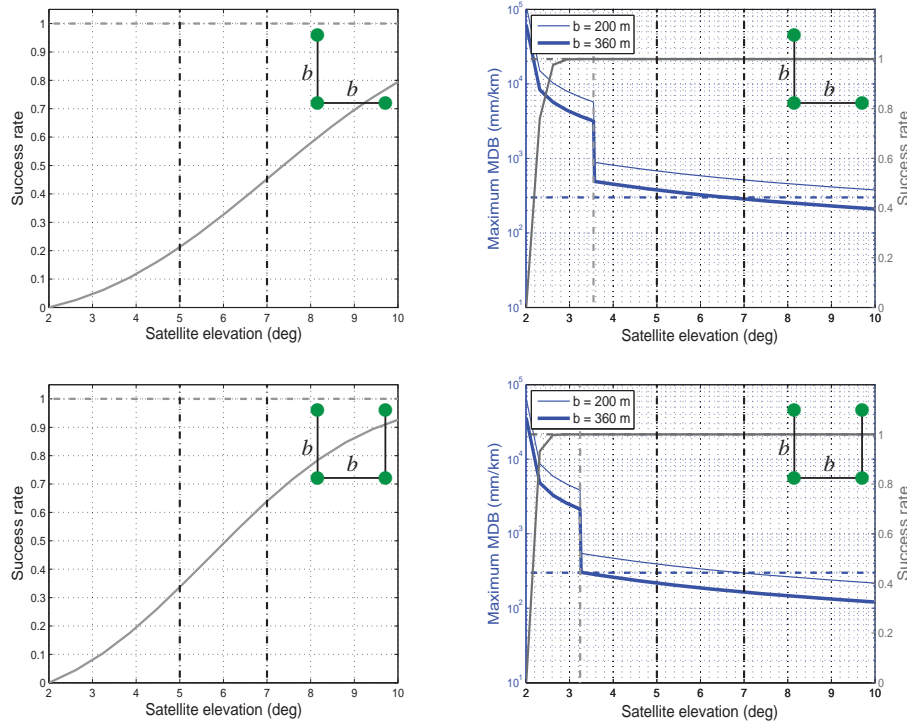 1
0.9
0.8
0.7
0.6
0.5
0.4
0.3
0.2
0.1
0
Success rate
2 3 4 5 6 7 8 9 10
Satellite elevation (deg)
b
b
10^5
10^4
10^3
10^2
10^1
Maximum MDB (mm/km)
b = 200 m
b = 360 m
b
b
1
0.8
0.6
0.4
0.2
0
Success rate
2 3 4 5 6 7 8 9 10
Satellite elevation (deg)
1
0.9
0.8
0.7
0.6
0.5
0.4
0.3
0.2
0.1
0
Success rate
2 3 4 5 6 7 8 9 10
Satellite elevation (deg)
b
b
10^5
10^4
10^3
10^2
10^1
Maximum MDB (mm/km)
b = 200 m
b = 360 m
b
b
1
0.8
0.6
0.4
0.2
0
Success rate
2 3 4 5 6 7 8 9 10
Satellite elevation (deg)